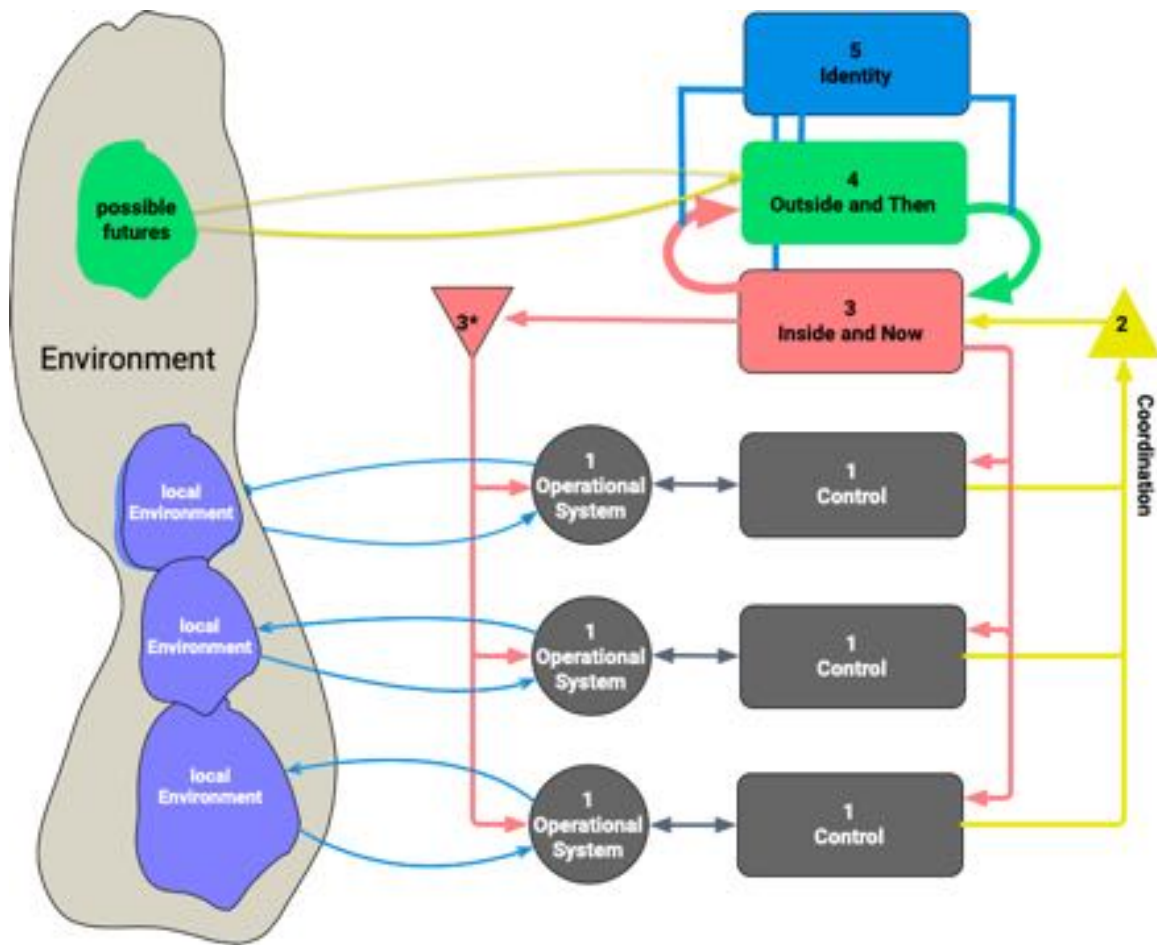 5
Identity
4
Outside and Then
possible
futures
3
Inside and Now
3*
2
Environment
Coordination
local
Environment
1
Operational
System
1
Control
local
Environment
1
Operational
System
1
Control
local
Environment
1
Operational
System
1
Control